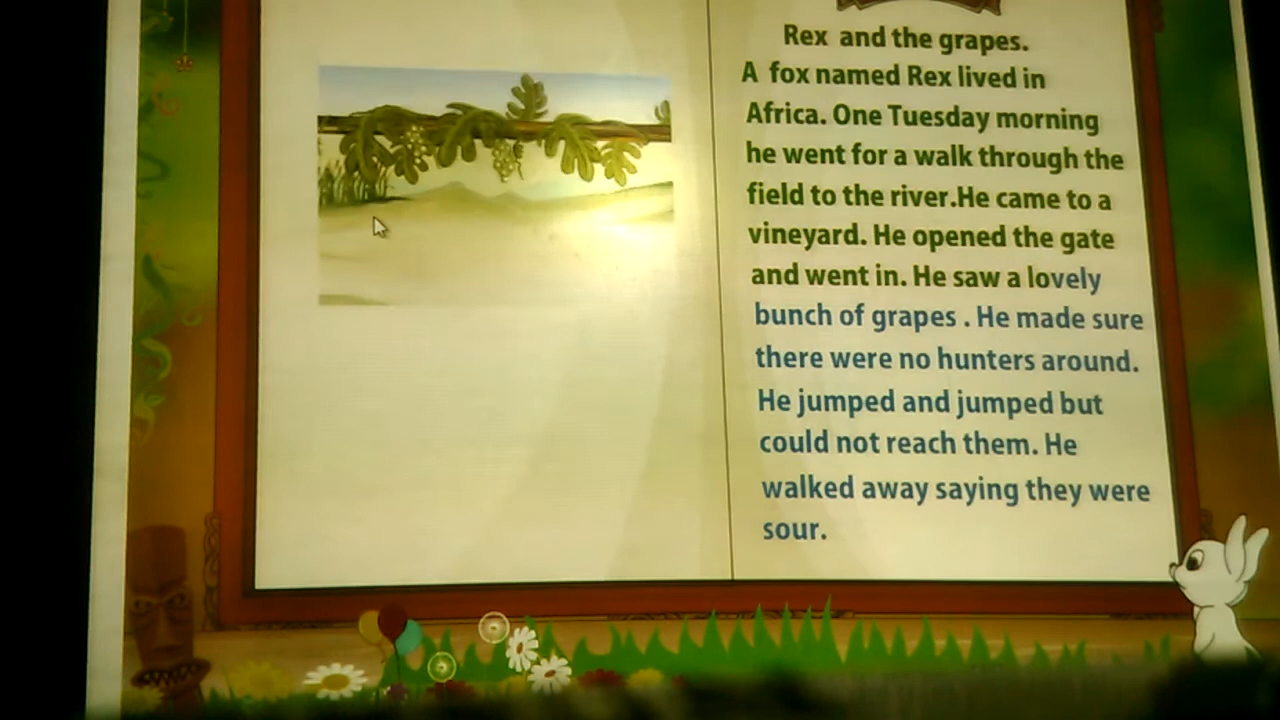 Rex and the grapes.
A fox named Rex lived in
Africa. One Tuesday morning
he went for a walk through the
field to the river.He came to a
vineyard. He opened the gate
and went in. He saw a lovely
bunch of grapes . He made sure
there were no hunters around.
He jumped and jumped but
could not reach them. He
walked away saying they were
sour.